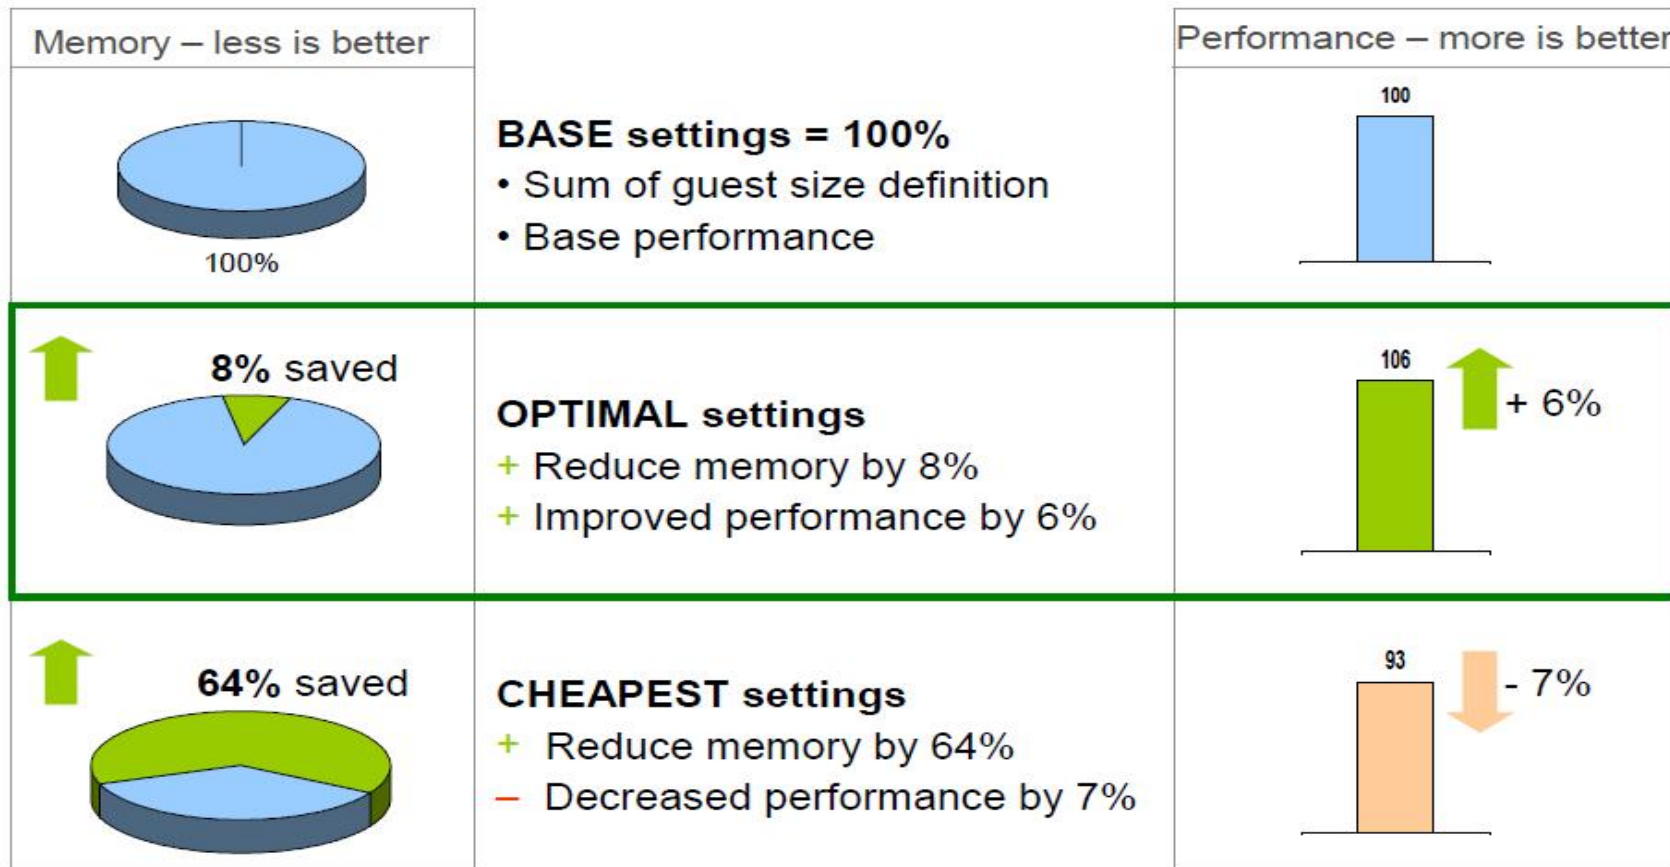 Memory – less is better
Performance – more is better
100%
BASE settings = 100%
• Sum of guest size definition
• Base performance
100
8% saved
OPTIMAL settings
+ Reduce memory by 8%
+ Improved performance by 6%
106
+ 6%
64% saved
CHEAPEST settings
+ Reduce memory by 64%
– Decreased performance by 7%
93
- 7%